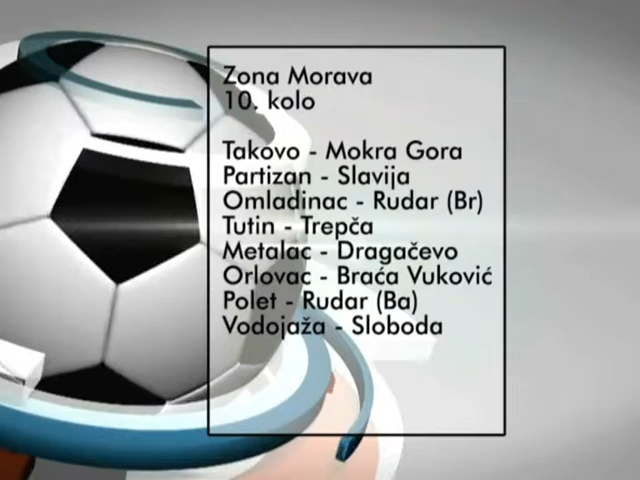 Zona Morava
10. kolo
Takovo - Mokra Gora
Partizan - Slavija
Omladinac - Rudar (Br)
Tutin - Trepča
Metalac - Dragačevo
Orlovac - Braća Vuković
Polet - Rudar (Ba)
Vodojaža - Sloboda